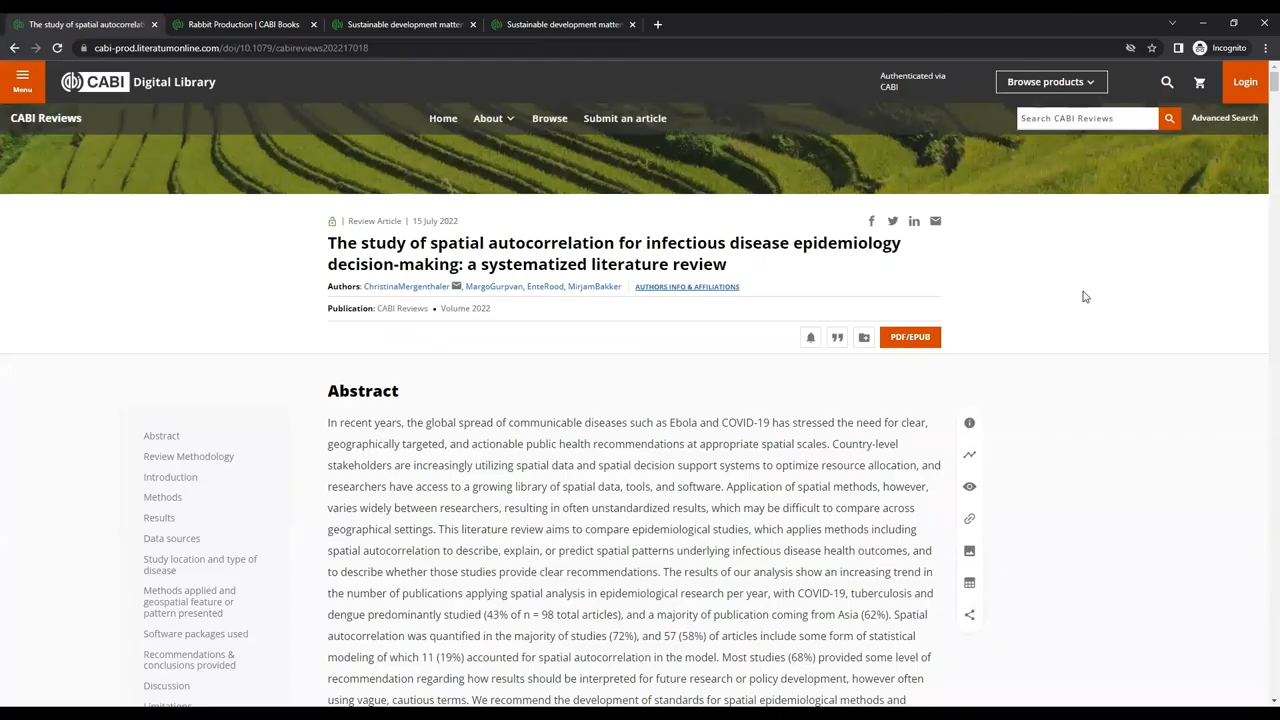 The study of spatial autocorrelat
Rabbit Production | CABI Books
Sustainable development matter
Sustainable development matter
cabi-prod.literatumonline.com/doi/10.1079/cabireviews202217018
Incognito
Menu
CABI Digital Library
Authenticated via
CABI
Browse products
Login
CABI Reviews
Home
About
Browse
Submit an article
Search CABI Reviews
Advanced Search
| Review Article | 15 July 2022
The study of spatial autocorrelation for infectious disease epidemiology
decision-making: a systematized literature review
Authors: ChristinaMergenthaler, MargoGurpvan, EnteRood, MirjamBakker
AUTHORS INFO & AFFILIATIONS
Publication: CABI Reviews • Volume 2022
PDF/EPUB
Abstract
In recent years, the global spread of communicable diseases such as Ebola and COVID-19 has stressed the need for clear,
geographically targeted, and actionable public health recommendations at appropriate spatial scales. Country-level
stakeholders are increasingly utilizing spatial data and spatial decision support systems to optimize resource allocation, and
researchers have access to a growing library of spatial data, tools, and software. Application of spatial methods, however,
varies widely between researchers, resulting in often unstandardized results, which may be difficult to compare across
geographical settings. This literature review aims to compare epidemiological studies, which applies methods including
spatial autocorrelation to describe, explain, or predict spatial patterns underlying infectious disease health outcomes, and
to describe whether those studies provide clear recommendations. The results of our analysis show an increasing trend in
the number of publications applying spatial analysis in epidemiological research per year, with COVID-19, tuberculosis and
dengue predominantly studied (43% of n = 98 total articles), and a majority of publication coming from Asia (62%). Spatial
autocorrelation was quantified in the majority of studies (72%), and 57 (58%) of articles include some form of statistical
modeling of which 11 (19%) accounted for spatial autocorrelation in the model. Most studies (68%) provided some level of
recommendation regarding how results should be interpreted for future research or policy development, however often
using vague, cautious terms. We recommend the development of standards for spatial epidemiological methods and
Abstract
Review Methodology
Introduction
Methods
Results
Data sources
Study location and type of
disease
Methods applied and
geospatial feature or
pattern presented
Software packages used
Recommendations &
conclusions provided
Discussion
Limitations